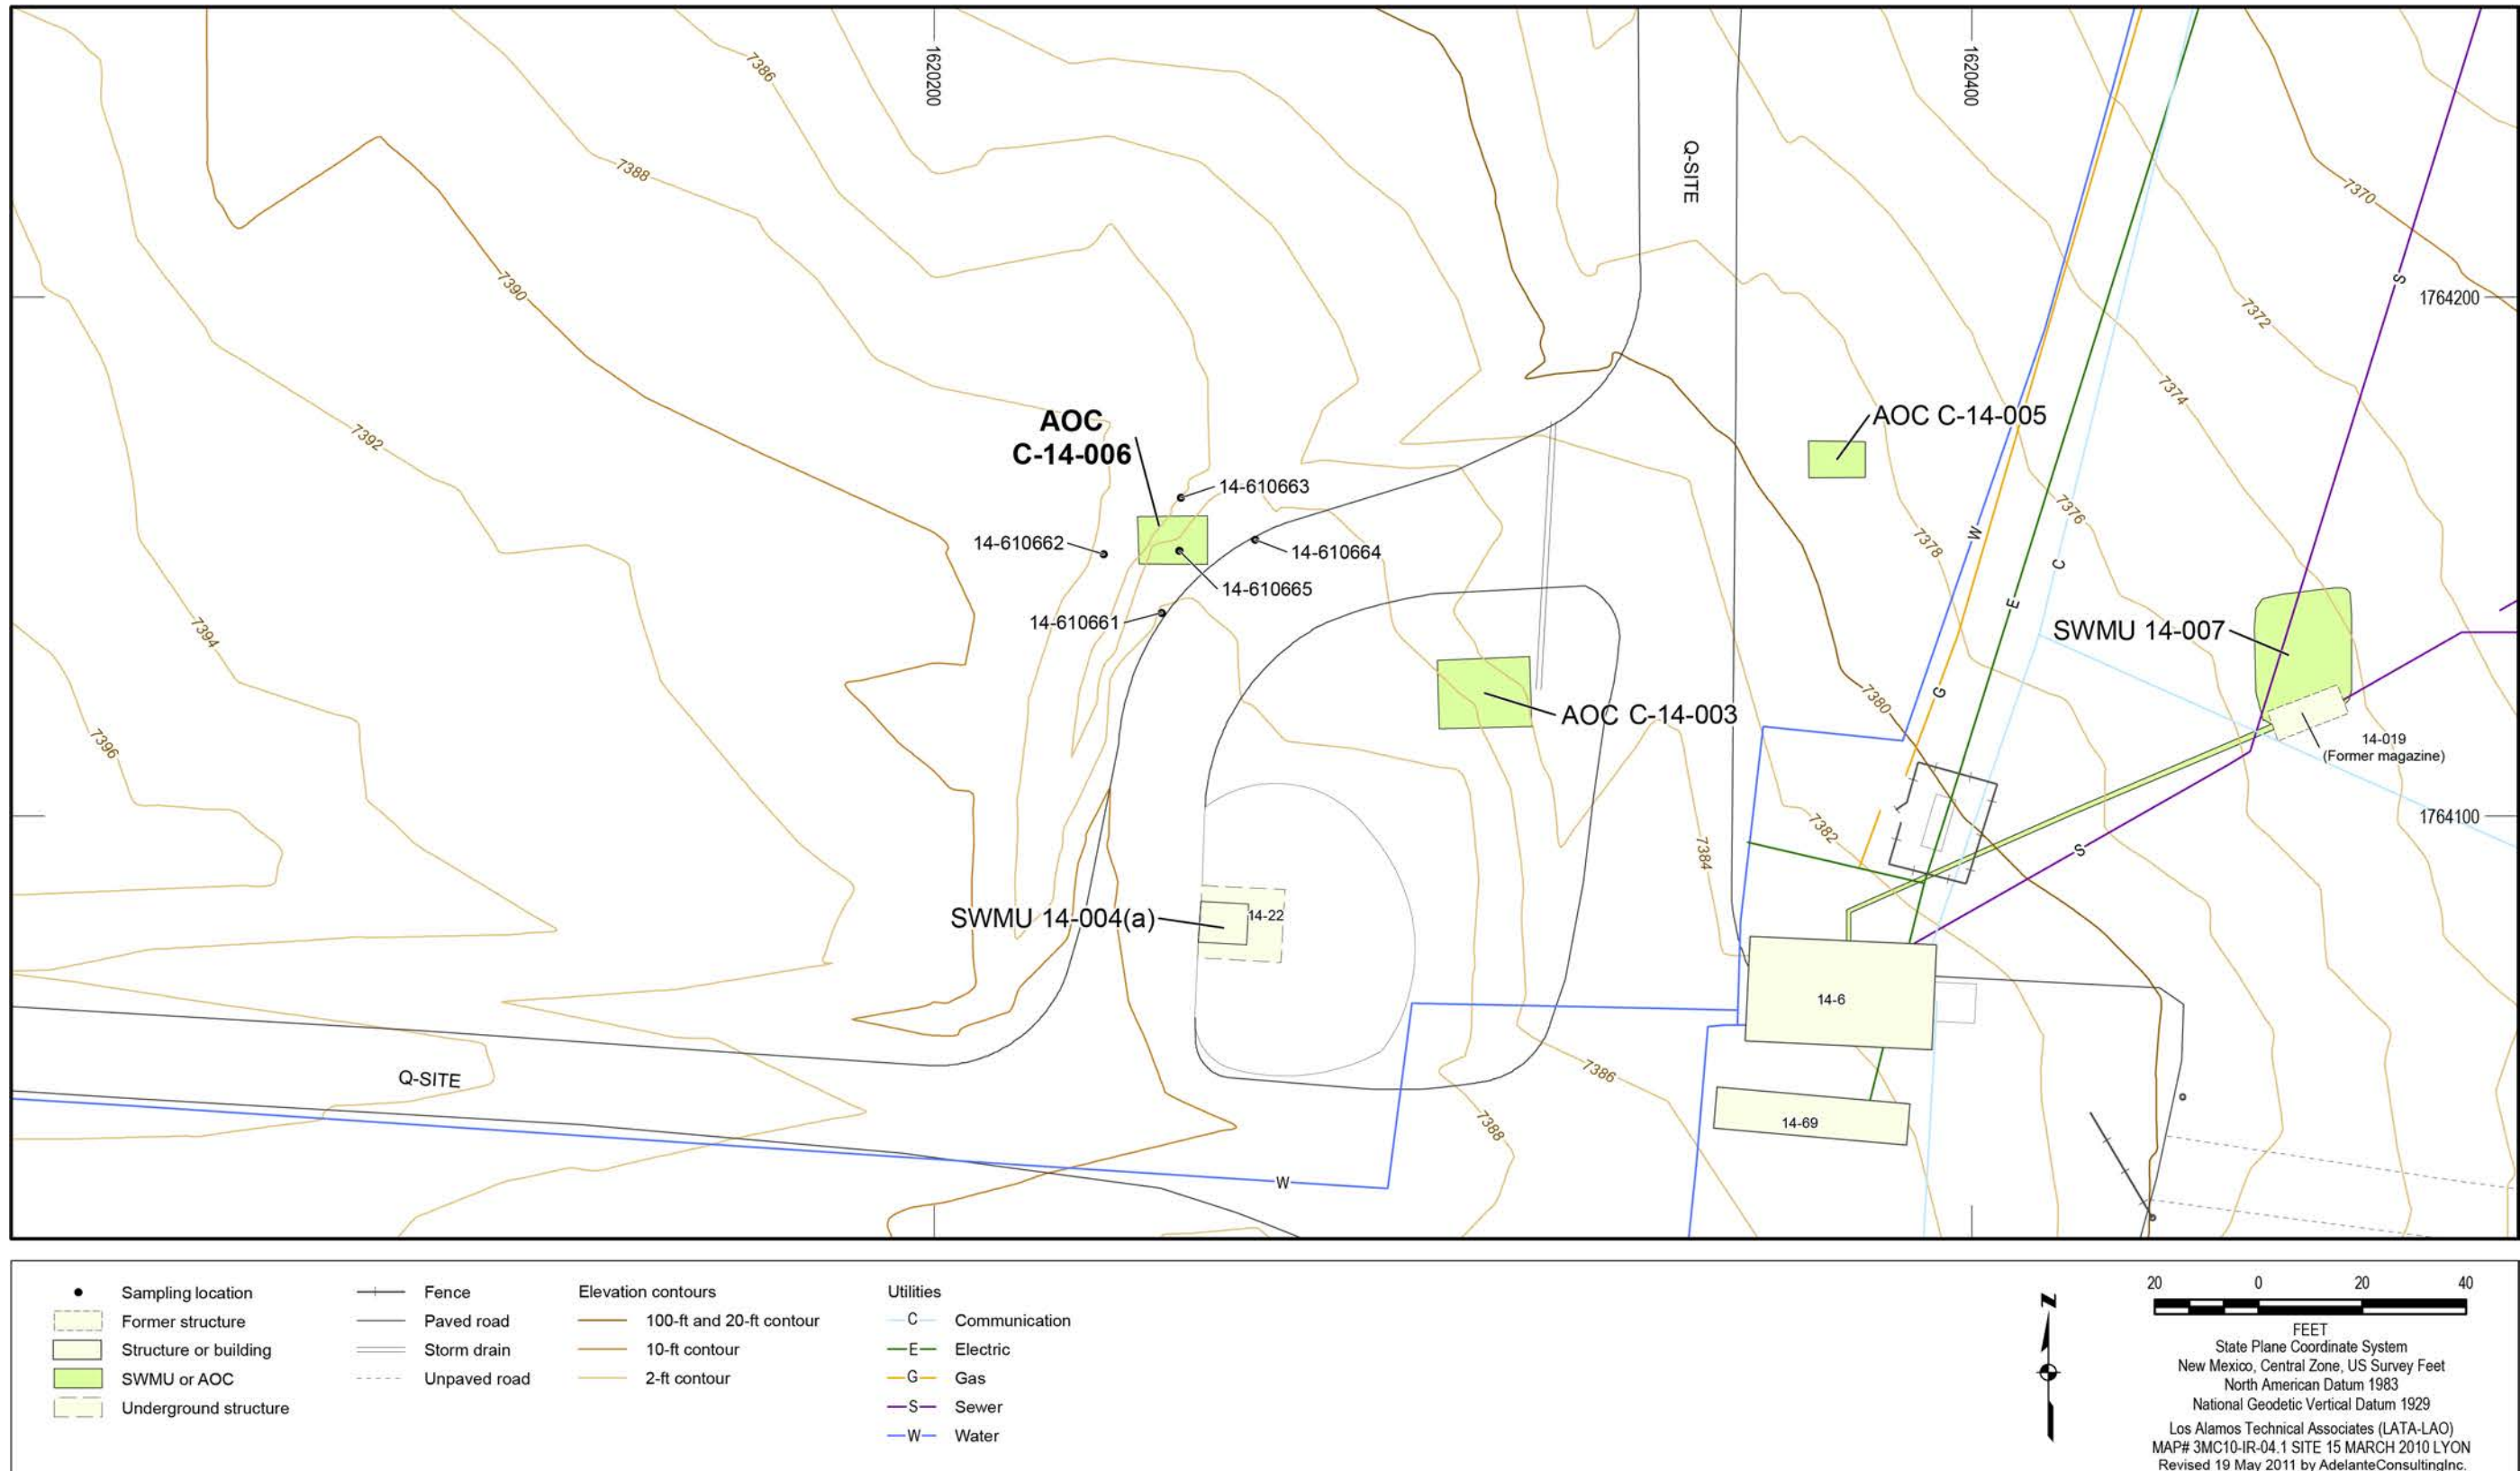 1620200
1620400
7386
7388
7390
7392
7394
7396
Q-SITE
7370
7372
7374
7376
7378
7380
7382
7384
7386
7388
S
1764200
AOC
C-14-006
14-610663
14-610662
14-610664
14-610665
14-610661
AOC C-14-005
W
G
E
C
SWMU 14-007
AOC C-14-003
14-019
(Former magazine)
1764100
S
SWMU 14-004(a)
14-22
14-6
14-69
Q-SITE
W
Sampling location
Former structure
Structure or building
SWMU or AOC
Underground structure
Fence
Paved road
Storm drain
Unpaved road
Elevation contours
100-ft and 20-ft contour
10-ft contour
2-ft contour
Utilities
C Communication
E Electric
G Gas
S Sewer
W Water
N
20 0 20 40
FEET
State Plane Coordinate System
New Mexico, Central Zone, US Survey Feet
North American Datum 1983
National Geodetic Vertical Datum 1929
Los Alamos Technical Associates (LATA-LAO)
MAP# 3MC10-IR-04.1 SITE 15 MARCH 2010 LYON
Revised 19 May 2011 by AdelanteConsultingInc.